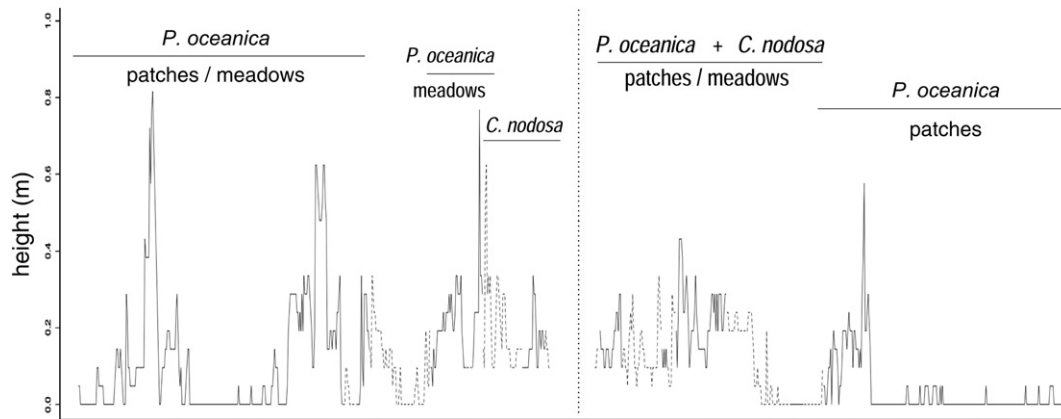 1.0
P. oceanica
patches / meadows
P. oceanica
meadows
C. nodosa
P. oceanica + C. nodosa
patches / meadows
P. oceanica
patches
height (m)
0.8
0.6
0.4
0.2
0.0